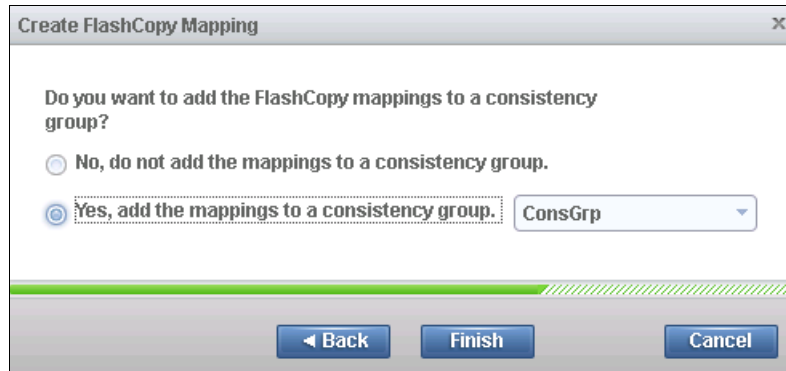 Create FlashCopy Mapping x
Do you want to add the FlashCopy mappings to a consistency
group?
No, do not add the mappings to a consistency group.
Yes, add the mappings to a consistency group. ConsGrp
Back Finish Cancel